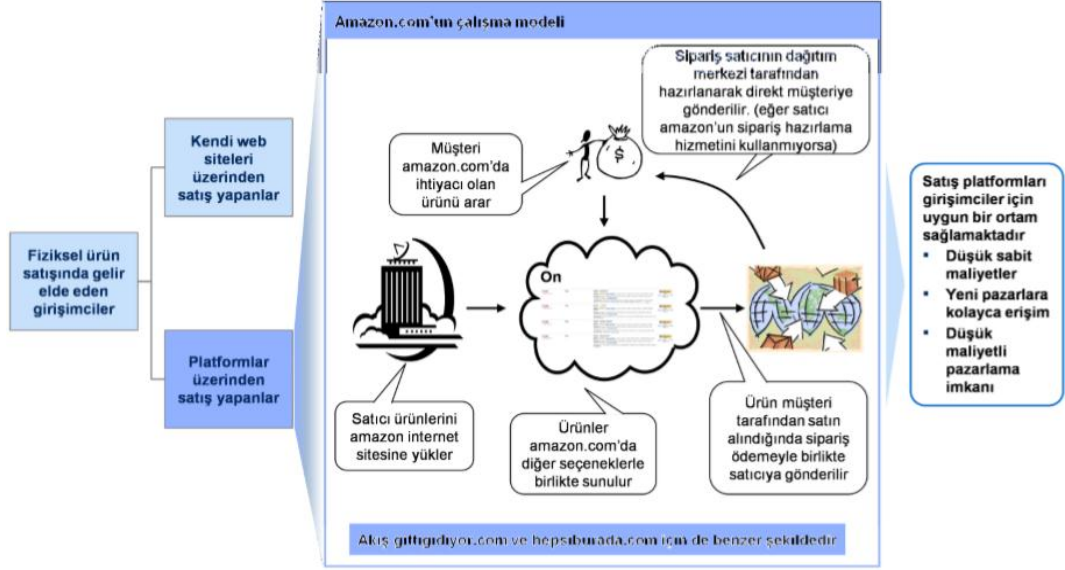 Amazon.com'un çalışma modeli
Fiziksel ürün
satışında gelir
elde eden
girişimciler
Kendi web
siteleri
üzerinden
satış yapanlar
Platformlar
üzerinden
satış yapanlar
Müşteri
amazon.com'da
ihtiyacı olan
ürünü arar
Sipariş satıcının dağıtım
merkezi tarafından
hazırlanarak direkt müşteriye
gönderilir. (eğer satıcı
amazon'un sipariş hazırlama
hizmetini kullanmıyorsa)
$
On
Satıcı ürünlerini
amazon internet
sitesine yükler
Ürünler
amazon.com'da
diğer seçeneklerle
birlikte sunulur
Ürün müşteri
tarafından satın
alındığında sipariş
ödemeyle birlikte
satıcıya gönderilir
Akış gittigidiyor.com ve hepsiburada.com için de benzer şekildedir
Satış platformları
girişimciler için
uygun bir ortam
sağlamaktadır
▪ Düşük sabit
maliyetler
▪ Yeni pazarlara
kolayca erişim
▪ Düşük
maliyetli
pazarlama
imkanı